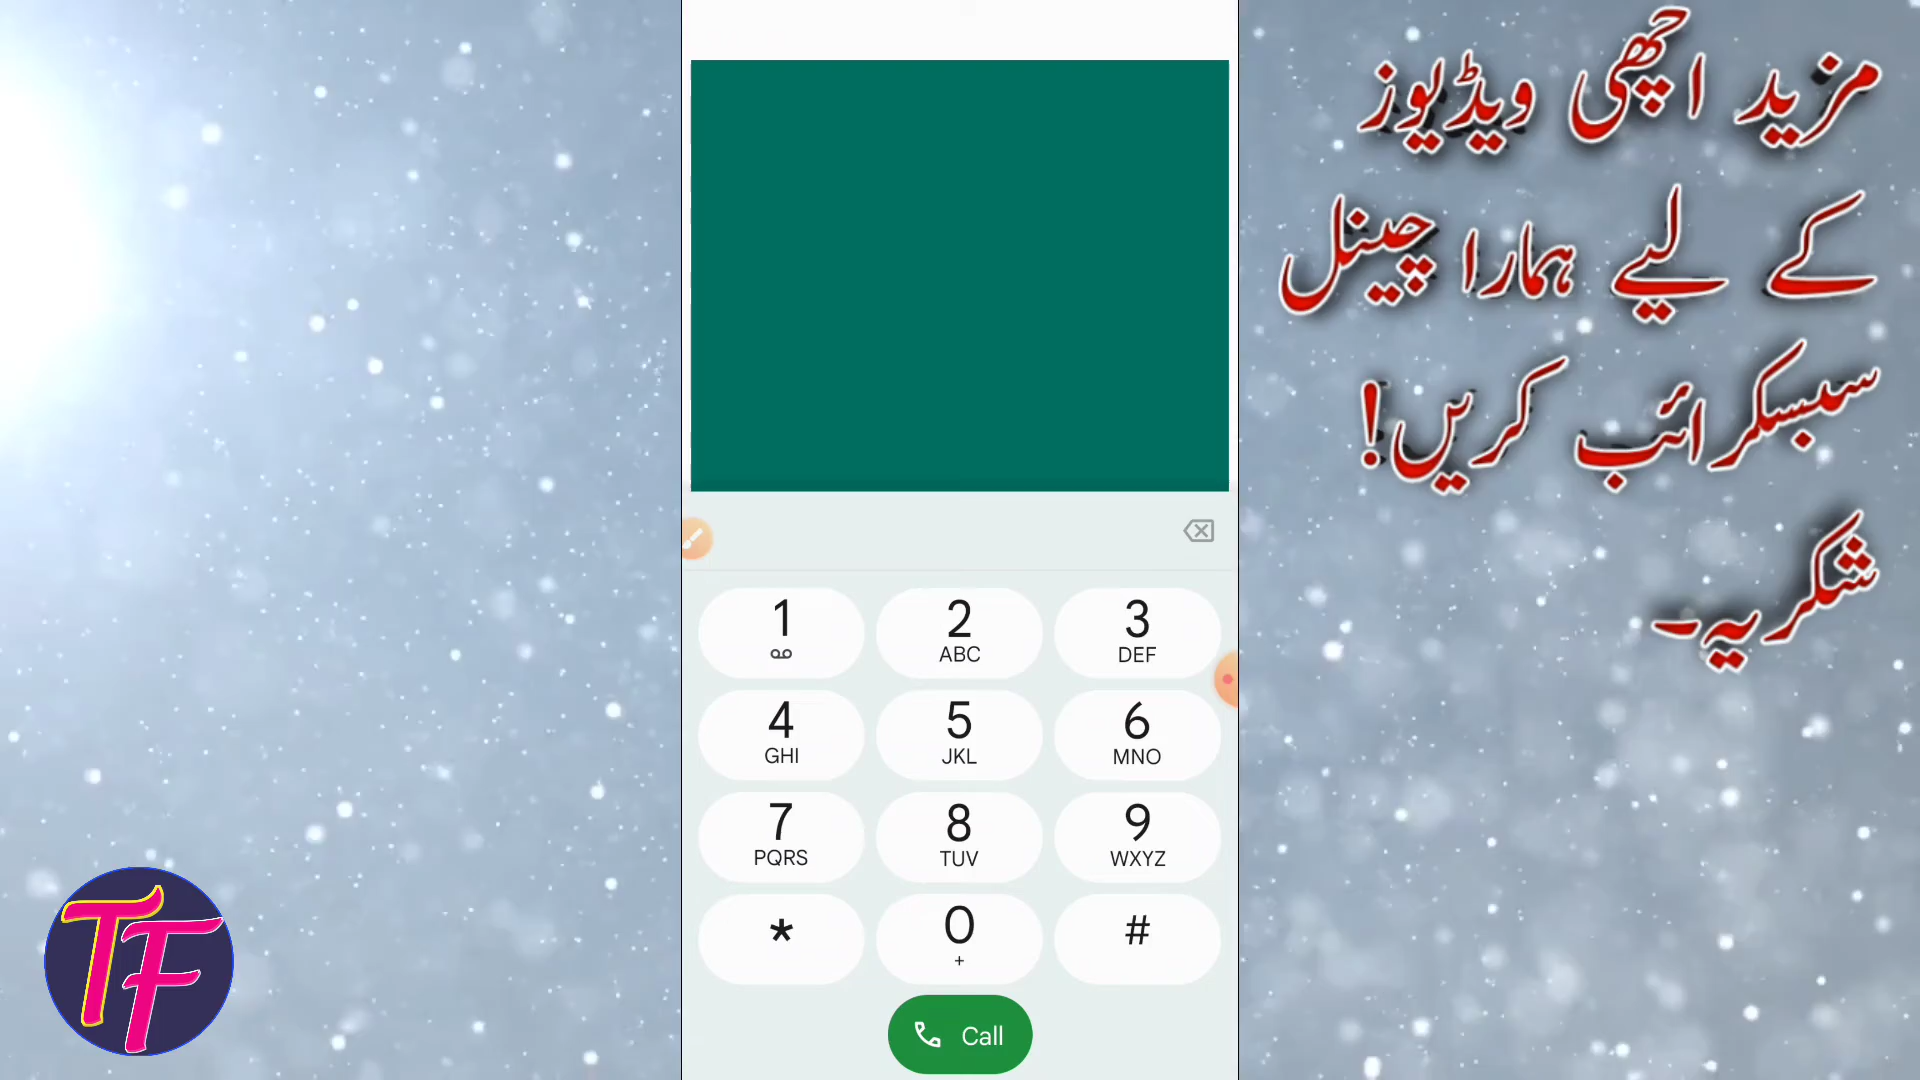 مزید اچھی ویڈیوز
کے لیے ہمارا چینل
سبسکرائب کریں!
شکریہ۔
1
2
ABC
3
DEF
4
GHI
5
JKL
6
MNO
7
PQRS
8
TUV
9
WXYZ
*
0
+
#
Call
TF